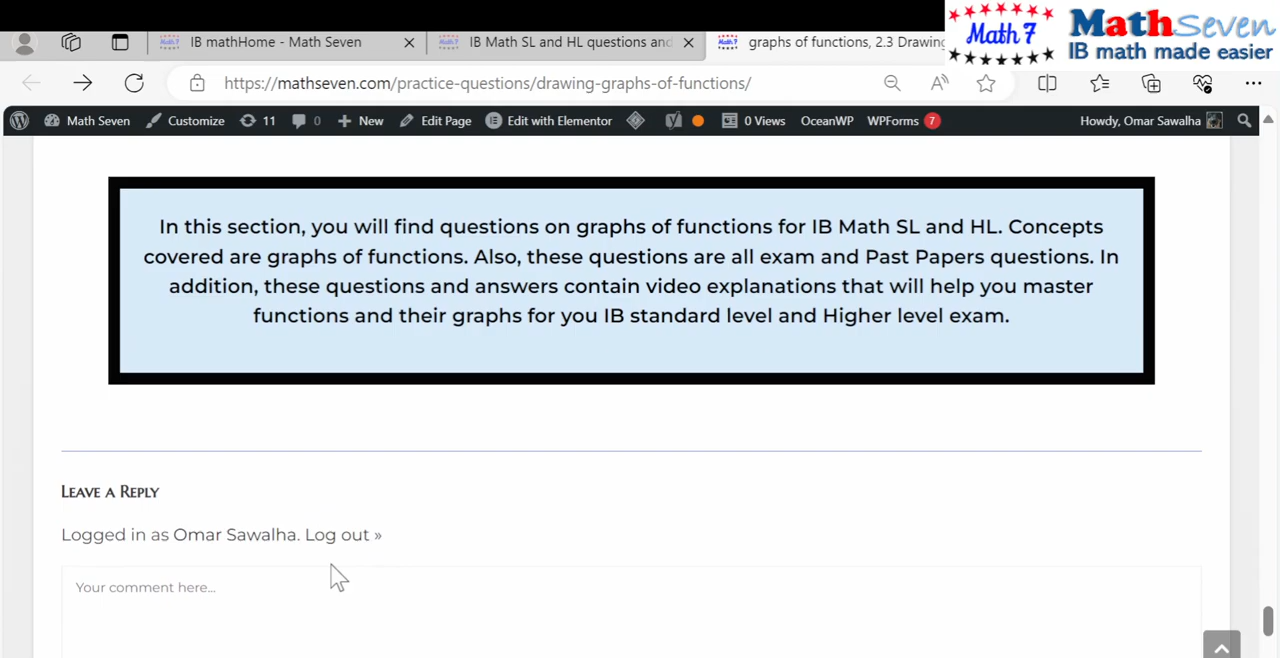 Math 7
MathSeven
IB math made easier
IB mathHome - Math Seven
IB Math SL and HL questions and
graphs of functions, 2.3 Drawing
https://mathseven.com/practice-questions/drawing-graphs-of-functions/
Math Seven
Customize
11
0
New
Edit Page
Edit with Elementor
0 Views
OceanWP
WPForms 7
Howdy, Omar Sawalha
In this section, you will find questions on graphs of functions for IB Math SL and HL. Concepts
covered are graphs of functions. Also, these questions are all exam and Past Papers questions. In
addition, these questions and answers contain video explanations that will help you master
functions and their graphs for you IB standard level and Higher level exam.
Leave a Reply
Logged in as Omar Sawalha. Log out »
Your comment here...